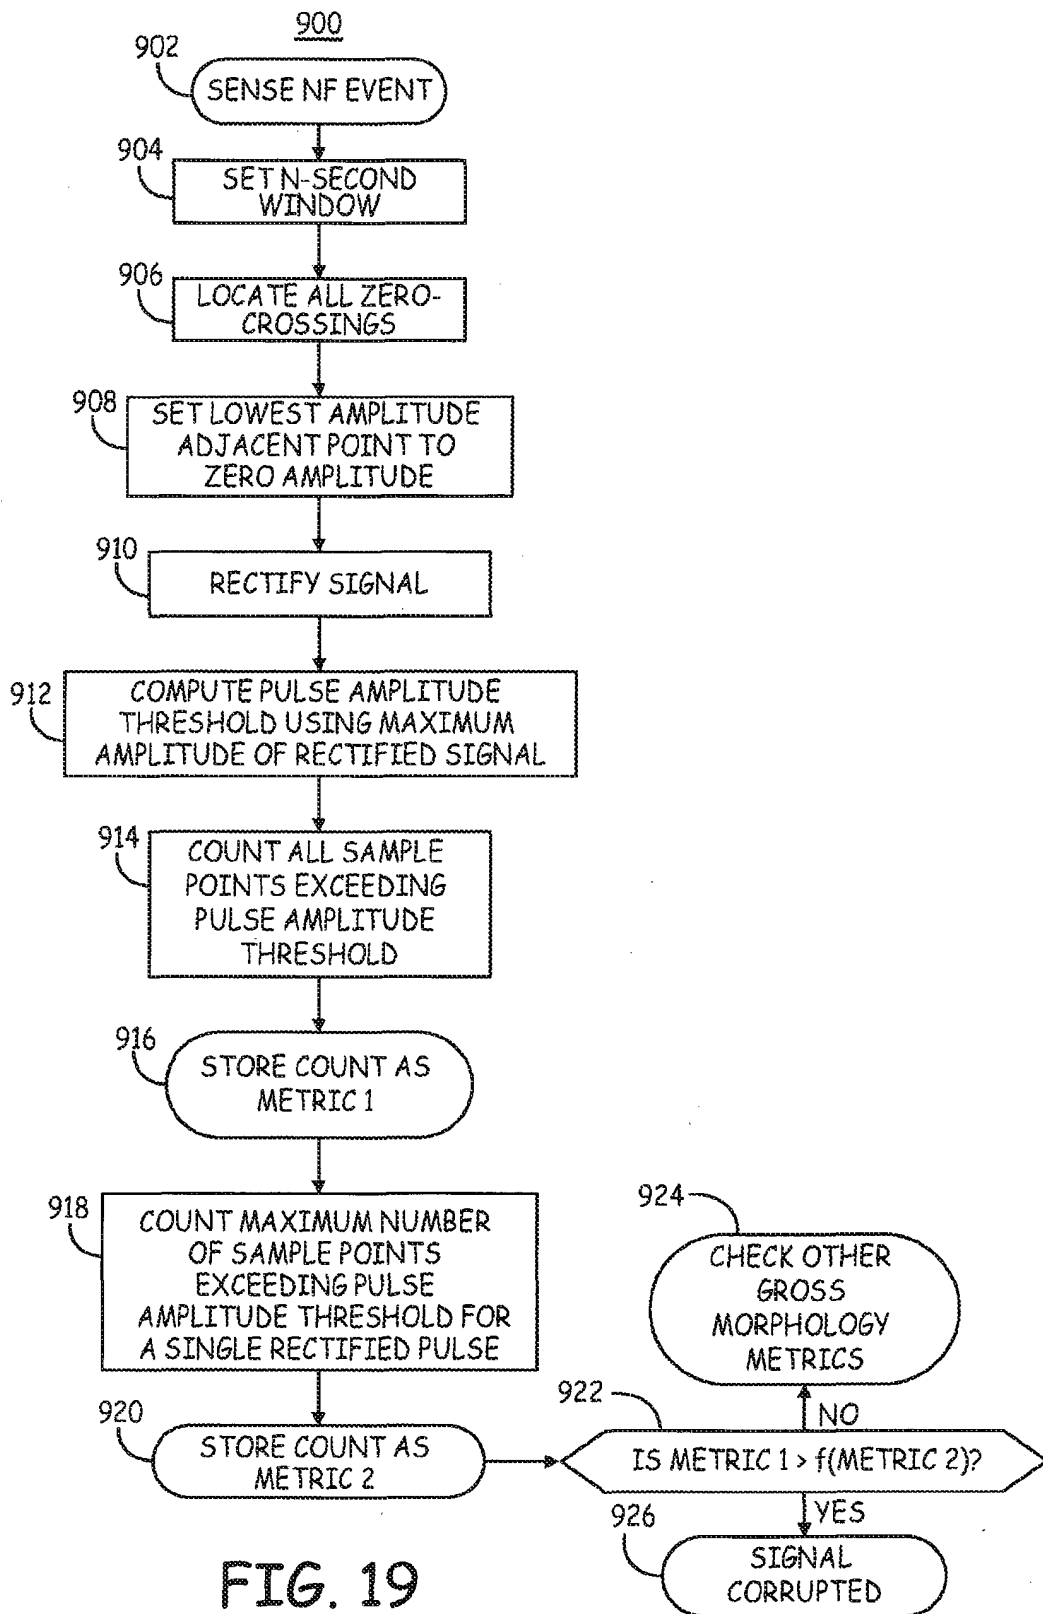 900
902
SENSE NF EVENT
904
SET N-SECOND
WINDOW
906
LOCATE ALL ZERO-
CROSSINGS
908
SET LOWEST AMPLITUDE
ADJACENT POINT TO
ZERO AMPLITUDE
910
RECTIFY SIGNAL
912
COMPUTE PULSE AMPLITUDE
THRESHOLD USING MAXIMUM
AMPLITUDE OF RECTIFIED SIGNAL
914
COUNT ALL SAMPLE
POINTS EXCEEDING
PULSE AMPLITUDE
THRESHOLD
916
STORE COUNT AS
METRIC 1
918
COUNT MAXIMUM NUMBER
OF SAMPLE POINTS
EXCEEDING PULSE
AMPLITUDE THRESHOLD FOR
A SINGLE RECTIFIED PULSE
920
STORE COUNT AS
METRIC 2
922
IS METRIC 1 > f(METRIC 2)?
NO
924
CHECK OTHER
GROSS
MORPHOLOGY
METRICS
YES
926
SIGNAL
CORRUPTED
FIG. 19